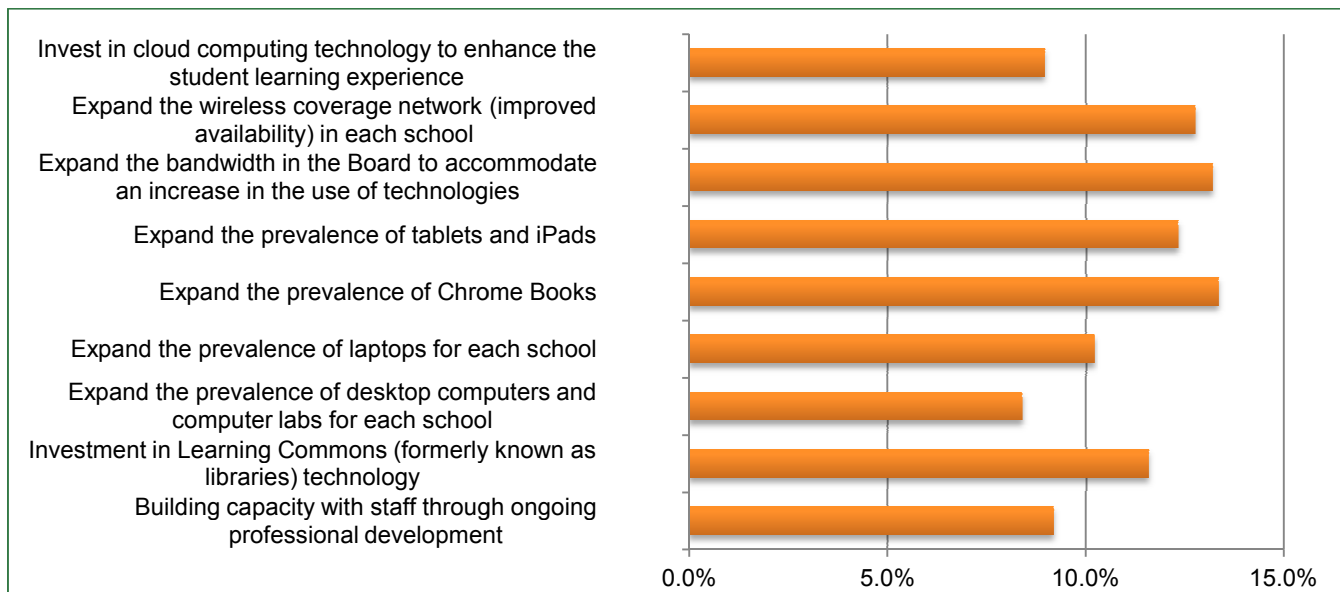 Invest in cloud computing technology to enhance the
student learning experience
Expand the wireless coverage network (improved
availability) in each school
Expand the bandwidth in the Board to accommodate
an increase in the use of technologies
Expand the prevalence of tablets and iPads
Expand the prevalence of Chrome Books
Expand the prevalence of laptops for each school
Expand the prevalence of desktop computers and
computer labs for each school
Investment in Learning Commons (formerly known as
libraries) technology
Building capacity with staff through ongoing
professional development
0.0% 5.0% 10.0% 15.0%